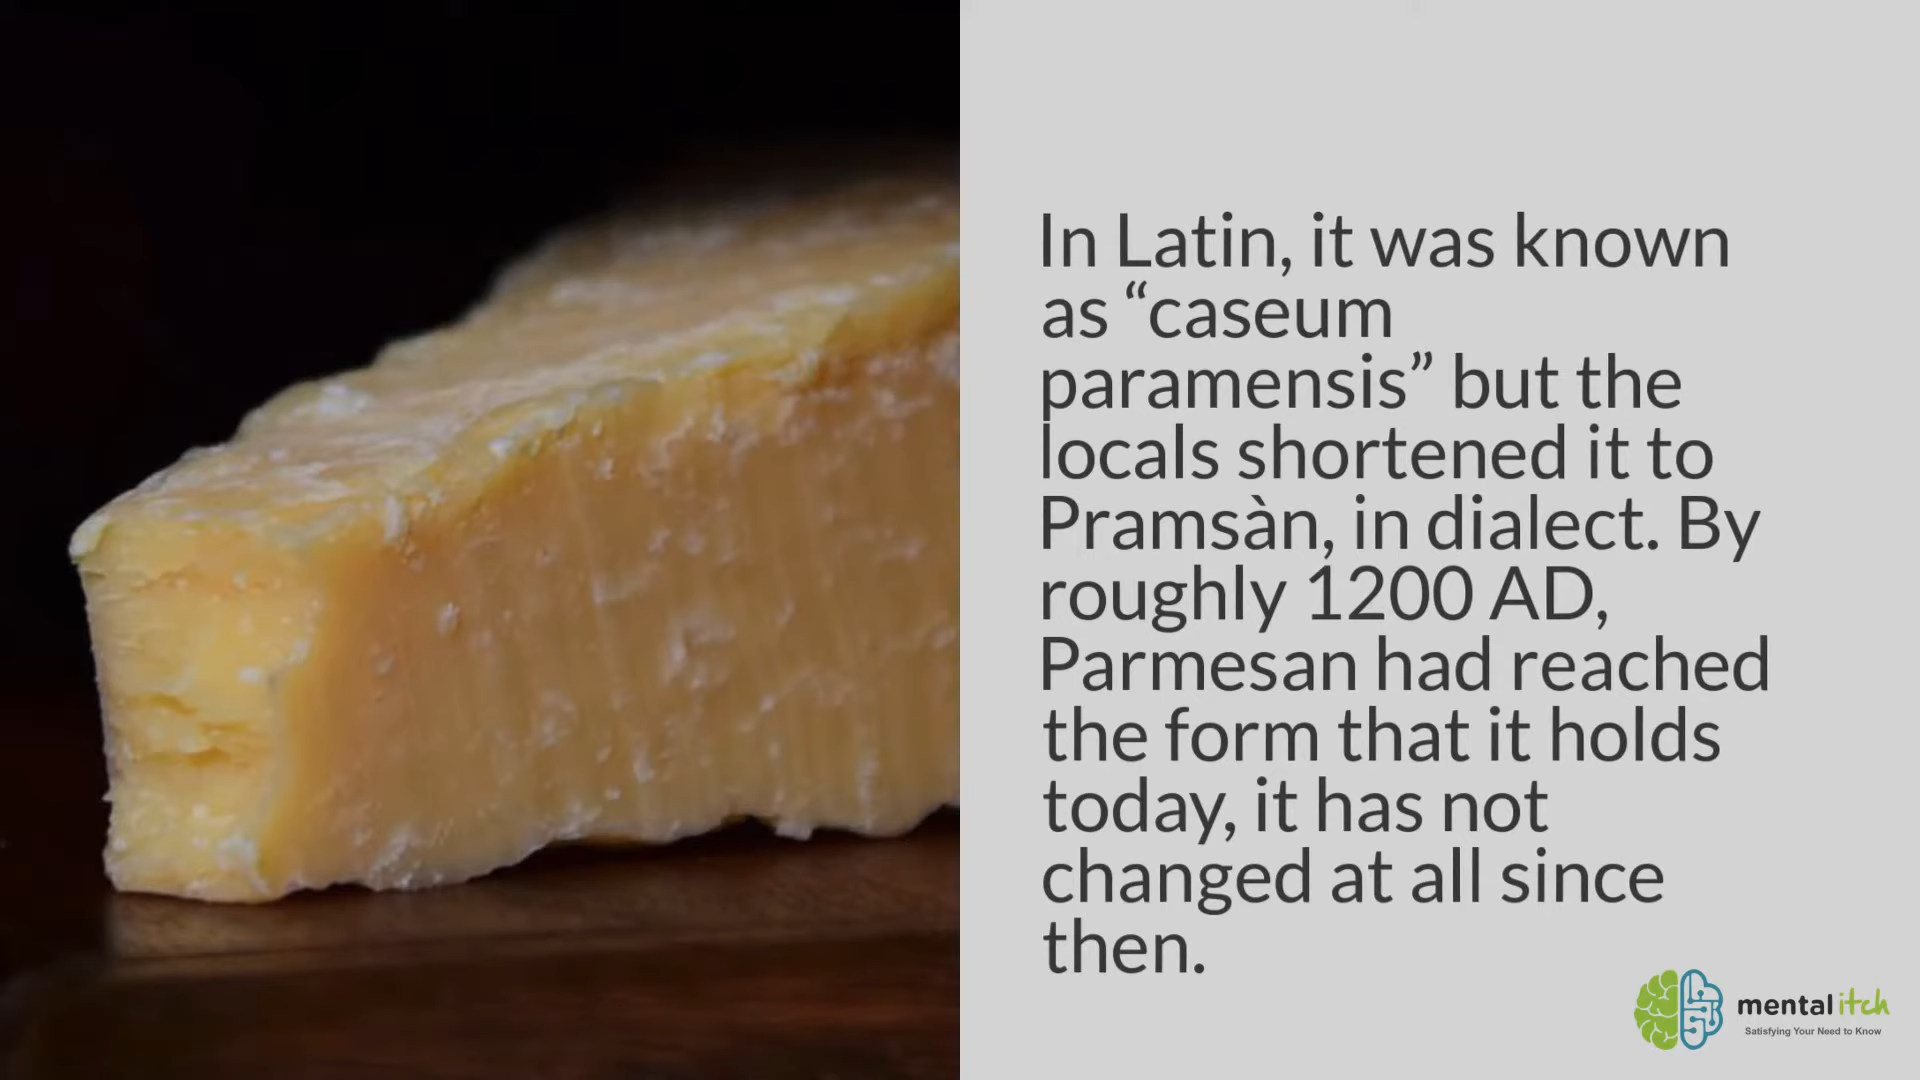 In Latin, it was known
as “caseum
paramensis” but the
locals shortened it to
Pramsàn, in dialect. By
roughly 1200 AD,
Parmesan had reached
the form that it holds
today, it has not
changed at all since
then.
mentalitch
Satisfying Your Need to Know